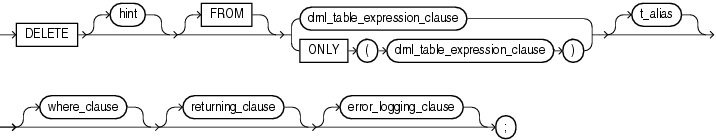 hint FROM dml_table_expression_clause t_alias
DELETE ONLY ( dml_table_expression_clause )
where_clause returning_clause error_logging_clause
;